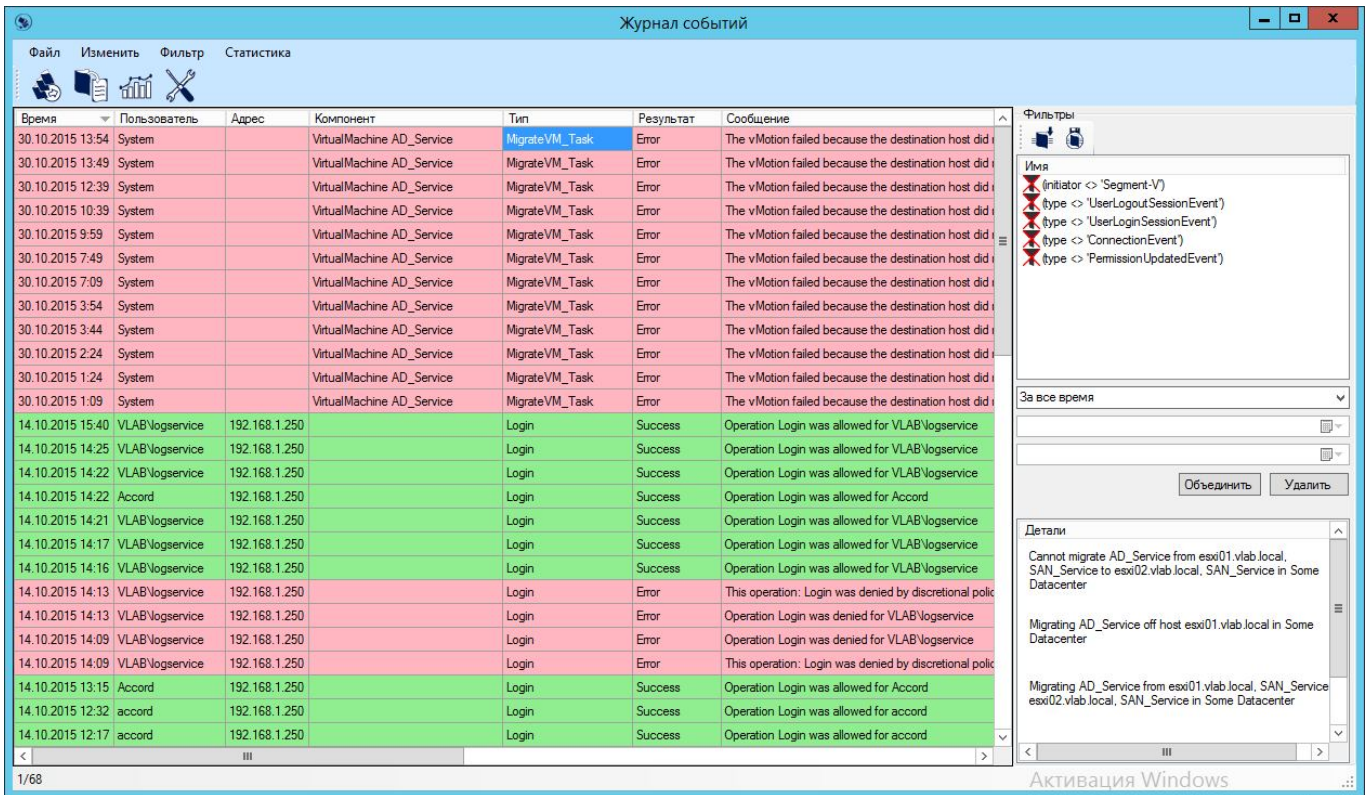 Журнал событий
Файл Изменить Фильтр Статистика
Время Пользователь Адрес Компонент Тип Результат Сообщение
30.10.2015 13:54 System VirtualMachine AD_Service MigrateVM_Task Error The vMotion failed because the destination host did
30.10.2015 13:49 System VirtualMachine AD_Service MigrateVM_Task Error The vMotion failed because the destination host did
30.10.2015 12:39 System VirtualMachine AD_Service MigrateVM_Task Error The vMotion failed because the destination host did
30.10.2015 10:39 System VirtualMachine AD_Service MigrateVM_Task Error The vMotion failed because the destination host did
30.10.2015 9:59 System VirtualMachine AD_Service MigrateVM_Task Error The vMotion failed because the destination host did
30.10.2015 7:49 System VirtualMachine AD_Service MigrateVM_Task Error The vMotion failed because the destination host did
30.10.2015 7:09 System VirtualMachine AD_Service MigrateVM_Task Error The vMotion failed because the destination host did
30.10.2015 3:54 System VirtualMachine AD_Service MigrateVM_Task Error The vMotion failed because the destination host did
30.10.2015 3:44 System VirtualMachine AD_Service MigrateVM_Task Error The vMotion failed because the destination host did
30.10.2015 2:24 System VirtualMachine AD_Service MigrateVM_Task Error The vMotion failed because the destination host did
30.10.2015 1:24 System VirtualMachine AD_Service MigrateVM_Task Error The vMotion failed because the destination host did
30.10.2015 1:09 System VirtualMachine AD_Service MigrateVM_Task Error The vMotion failed because the destination host did
14.10.2015 15:40 VLAB\logservice 192.168.1.250 Login Success Operation Login was allowed for VLAB\logservice
14.10.2015 14:25 VLAB\logservice 192.168.1.250 Login Success Operation Login was allowed for VLAB\logservice
14.10.2015 14:22 VLAB\logservice 192.168.1.250 Login Success Operation Login was allowed for VLAB\logservice
14.10.2015 14:22 Accord 192.168.1.250 Login Success Operation Login was allowed for Accord
14.10.2015 14:21 VLAB\logservice 192.168.1.250 Login Success Operation Login was allowed for VLAB\logservice
14.10.2015 14:17 VLAB\logservice 192.168.1.250 Login Success Operation Login was allowed for VLAB\logservice
14.10.2015 14:16 VLAB\logservice 192.168.1.250 Login Success Operation Login was allowed for VLAB\logservice
14.10.2015 14:13 VLAB\logservice 192.168.1.250 Login Error This operation: Login was denied by discretional polic
14.10.2015 14:13 VLAB\logservice 192.168.1.250 Login Error Operation Login was denied for VLAB\logservice
14.10.2015 14:09 VLAB\logservice 192.168.1.250 Login Error Operation Login was denied for VLAB\logservice
14.10.2015 14:09 VLAB\logservice 192.168.1.250 Login Error This operation: Login was denied by discretional polic
14.10.2015 13:15 Accord 192.168.1.250 Login Success Operation Login was allowed for Accord
14.10.2015 12:32 accord 192.168.1.250 Login Success Operation Login was allowed for accord
14.10.2015 12:17 accord 192.168.1.250 Login Success Operation Login was allowed for accord
1/68
Фильтры
Имя
(initiator <> 'Segment-V')
(type <> 'UserLogoutSessionEvent')
(type <> 'UserLoginSessionEvent')
(type <> 'ConnectionEvent')
(type <> 'PermissionUpdatedEvent')
За все время
Объединить Удалить
Детали
Cannot migrate AD_Service from esxi01.vlab.local,
SAN_Service to esxi02.vlab.local, SAN_Service in Some
Datacenter
Migrating AD_Service off host esxi01.vlab.local in Some
Datacenter
Migrating AD_Service from esxi01.vlab.local, SAN_Service
esxi02.vlab.local, SAN_Service in Some Datacenter
Активация Windows